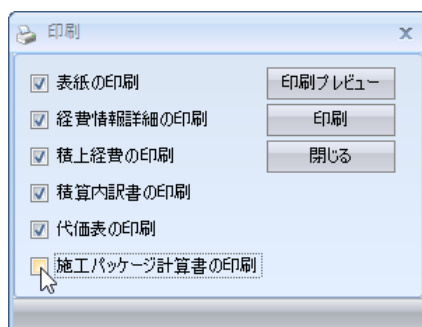 印刷
表紙の印刷
印刷プレビュー
経費情報詳細の印刷
印刷
積上経費の印刷
閉じる
積算内訳書の印刷
代価表の印刷
施工パッケージ計算書の印刷